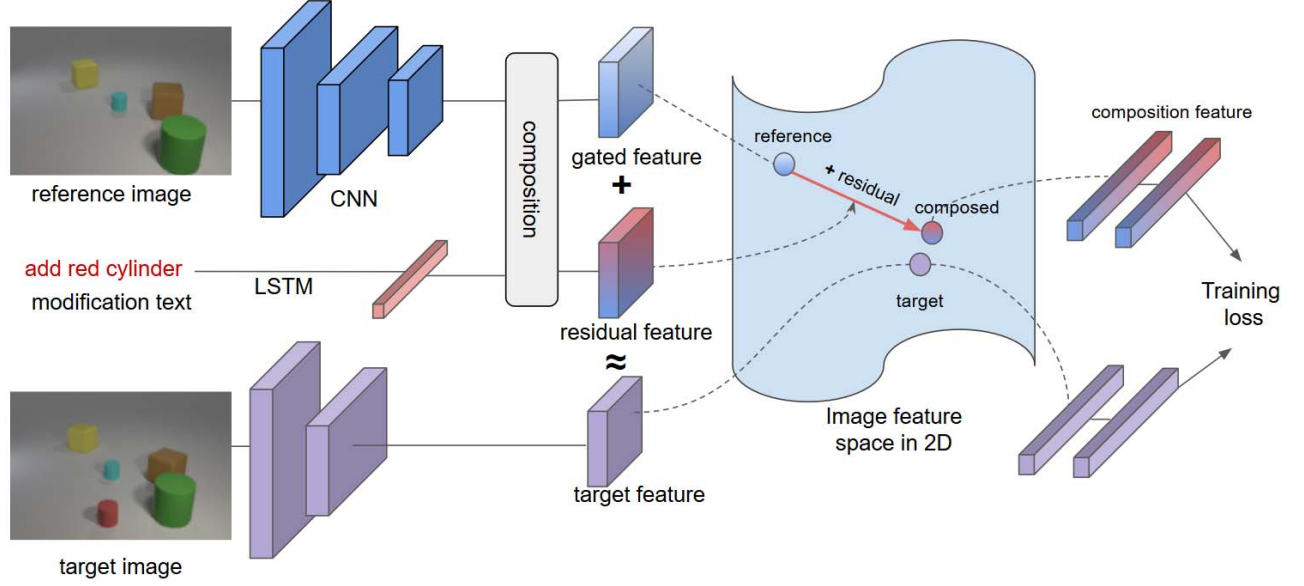 reference image
CNN
composition
gated feature
+
add red cylinder
modification text
LSTM
residual feature
≈
target feature
target image
reference
+ residual
composed
target
Image feature
space in 2D
composition feature
Training
loss